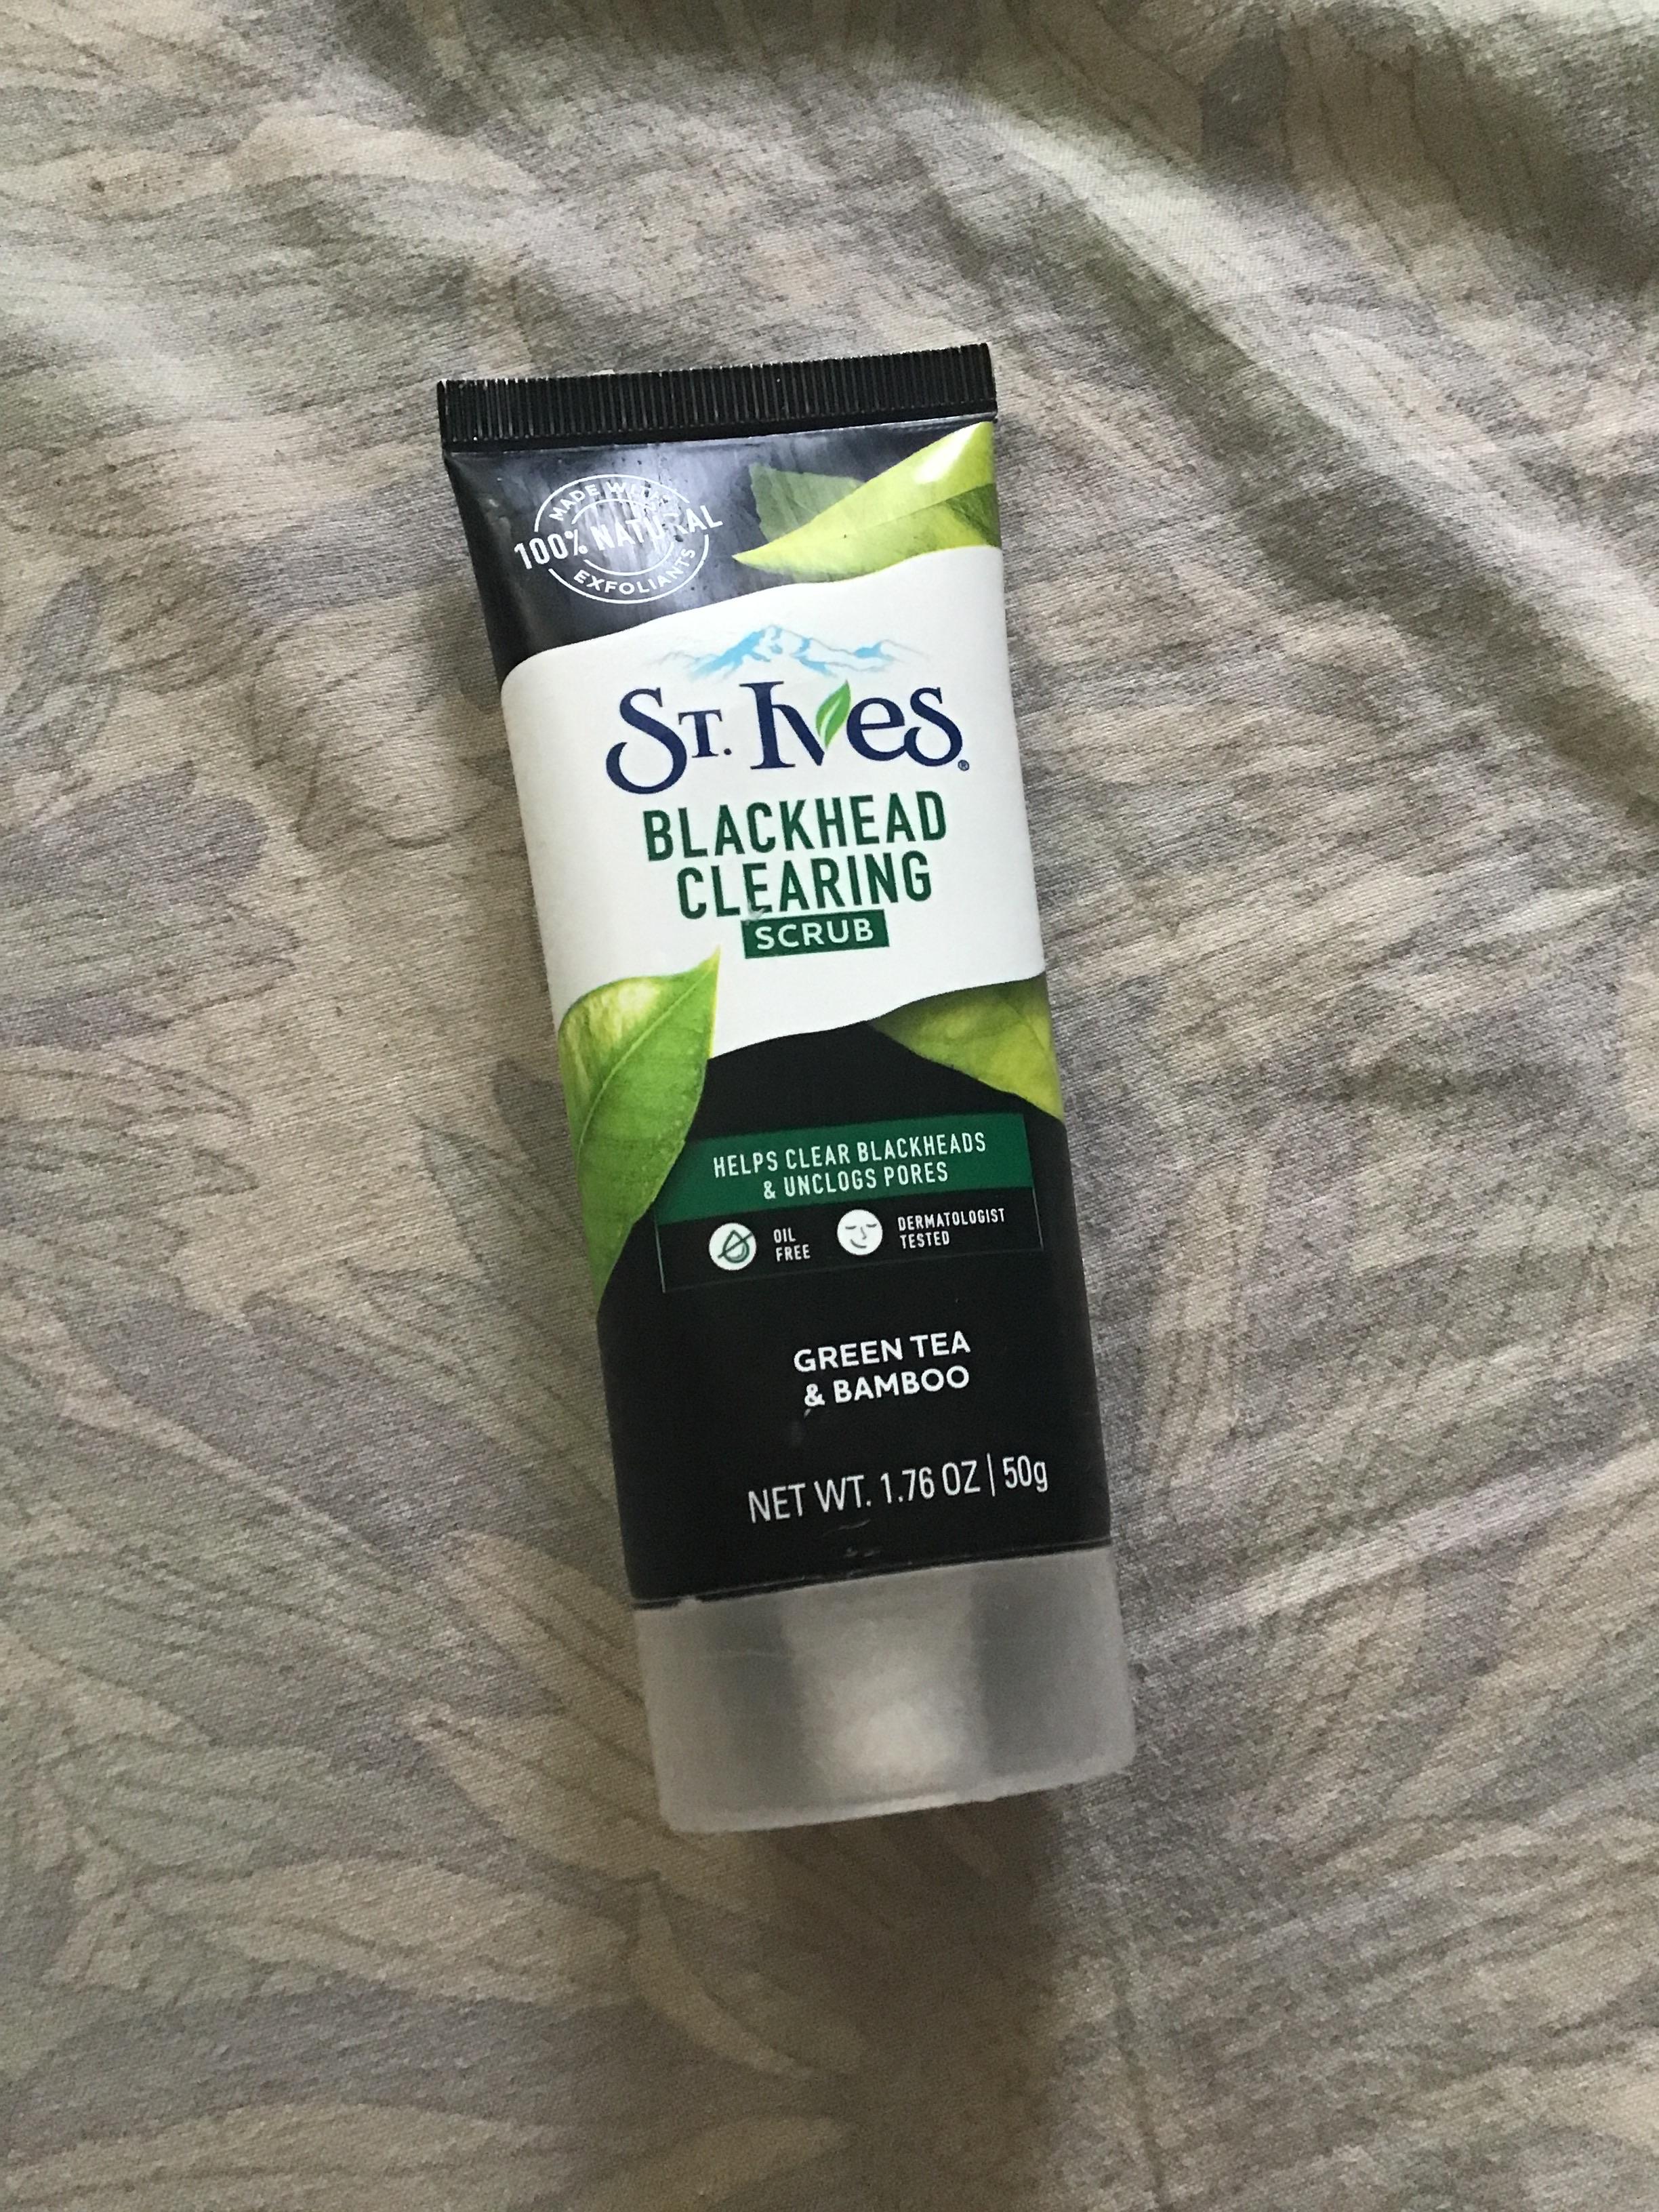 MADE WITH
100% NATURAL
EXFOLIANTS
ST. IVES®
BLACKHEAD
CLEARING
SCRUB
HELPS CLEAR BLACKHEADS
& UNCLOGS PORES
OIL
FREE
DERMATOLOGIST
TESTED
GREEN TEA
& BAMBOO
NET WT. 1.76 OZ | 50g